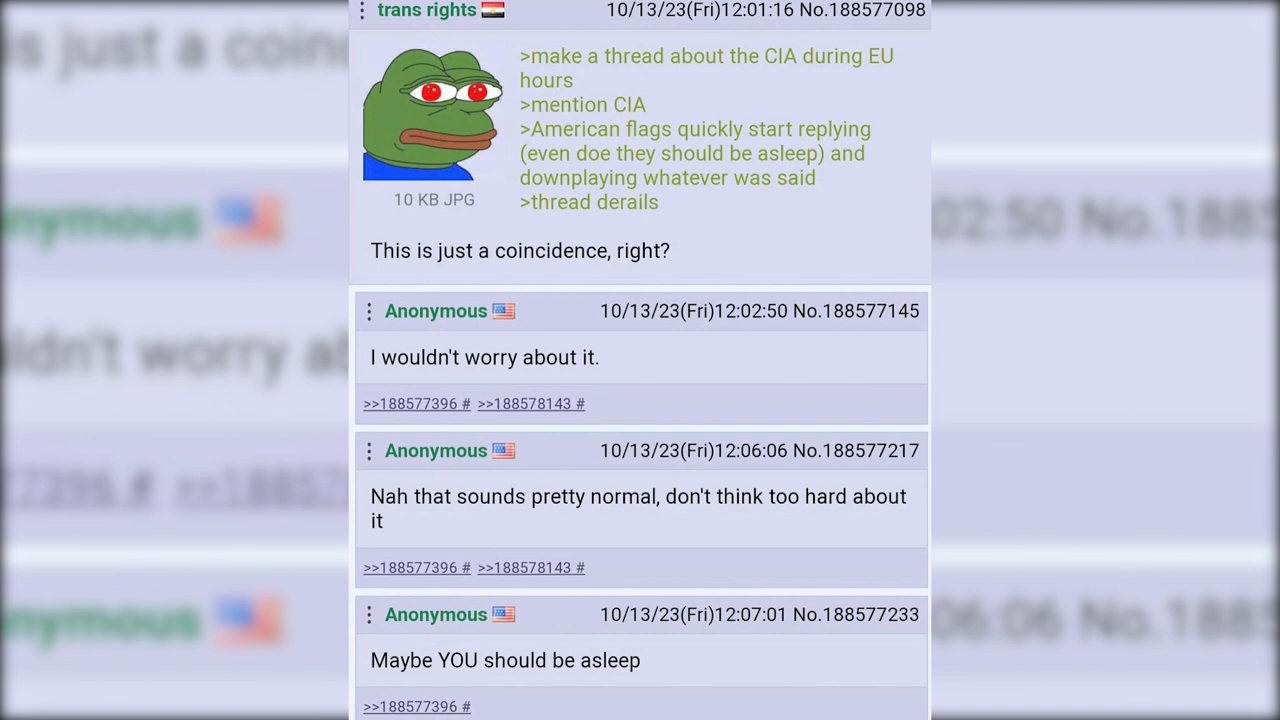 trans rights 10/13/23(Fri)12:01:16 No.188577098
>make a thread about the CIA during EU
hours
>mention CIA
>American flags quickly start replying
(even doe they should be asleep) and
downplaying whatever was said
>thread derails
10 KB JPG
This is just a coincidence, right?
Anonymous 10/13/23(Fri)12:02:50 No.188577145
I wouldn't worry about it.
>>188577396 # >>188578143 #
Anonymous 10/13/23(Fri)12:06:06 No.188577217
Nah that sounds pretty normal, don't think too hard about
it
>>188577396 # >>188578143 #
Anonymous 10/13/23(Fri)12:07:01 No.188577233
Maybe YOU should be asleep
>>188577396 #